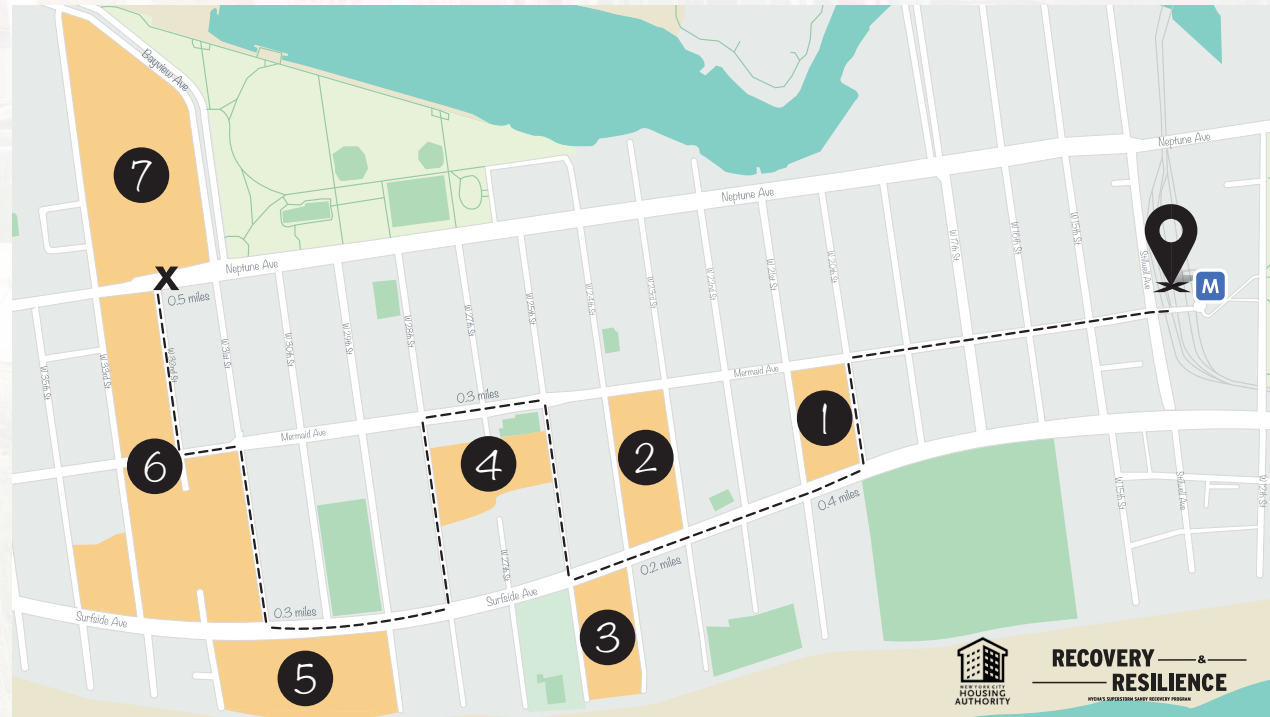 Bayview Ave
7
Neptune Ave
Neptune Ave
Neptune Ave
X
0.5 miles
M
Stillwell Ave
W 15th St
W 16th St
W 17th St
W 20th St
W 21st St
W 22nd St
W 23rd St
W 24th St
W 25th St
W 27th St
W 28th St
W 29th St
W 30th St
W 31st St
W 32nd St
W 33rd St
W 35th St
Mermaid Ave
Mermaid Ave
0.3 miles
1
2
4
6
0.4 miles
0.2 miles
W 15th St
Stillwell Ave
W 12th St
W 27th St
Surfside Ave
Surfside Ave
0.3 miles
3
5
NEW YORK CITY
HOUSING
AUTHORITY
RECOVERY &
RESILIENCE
NYCHA'S SUPERSTORM SANDY RECOVERY PROGRAM